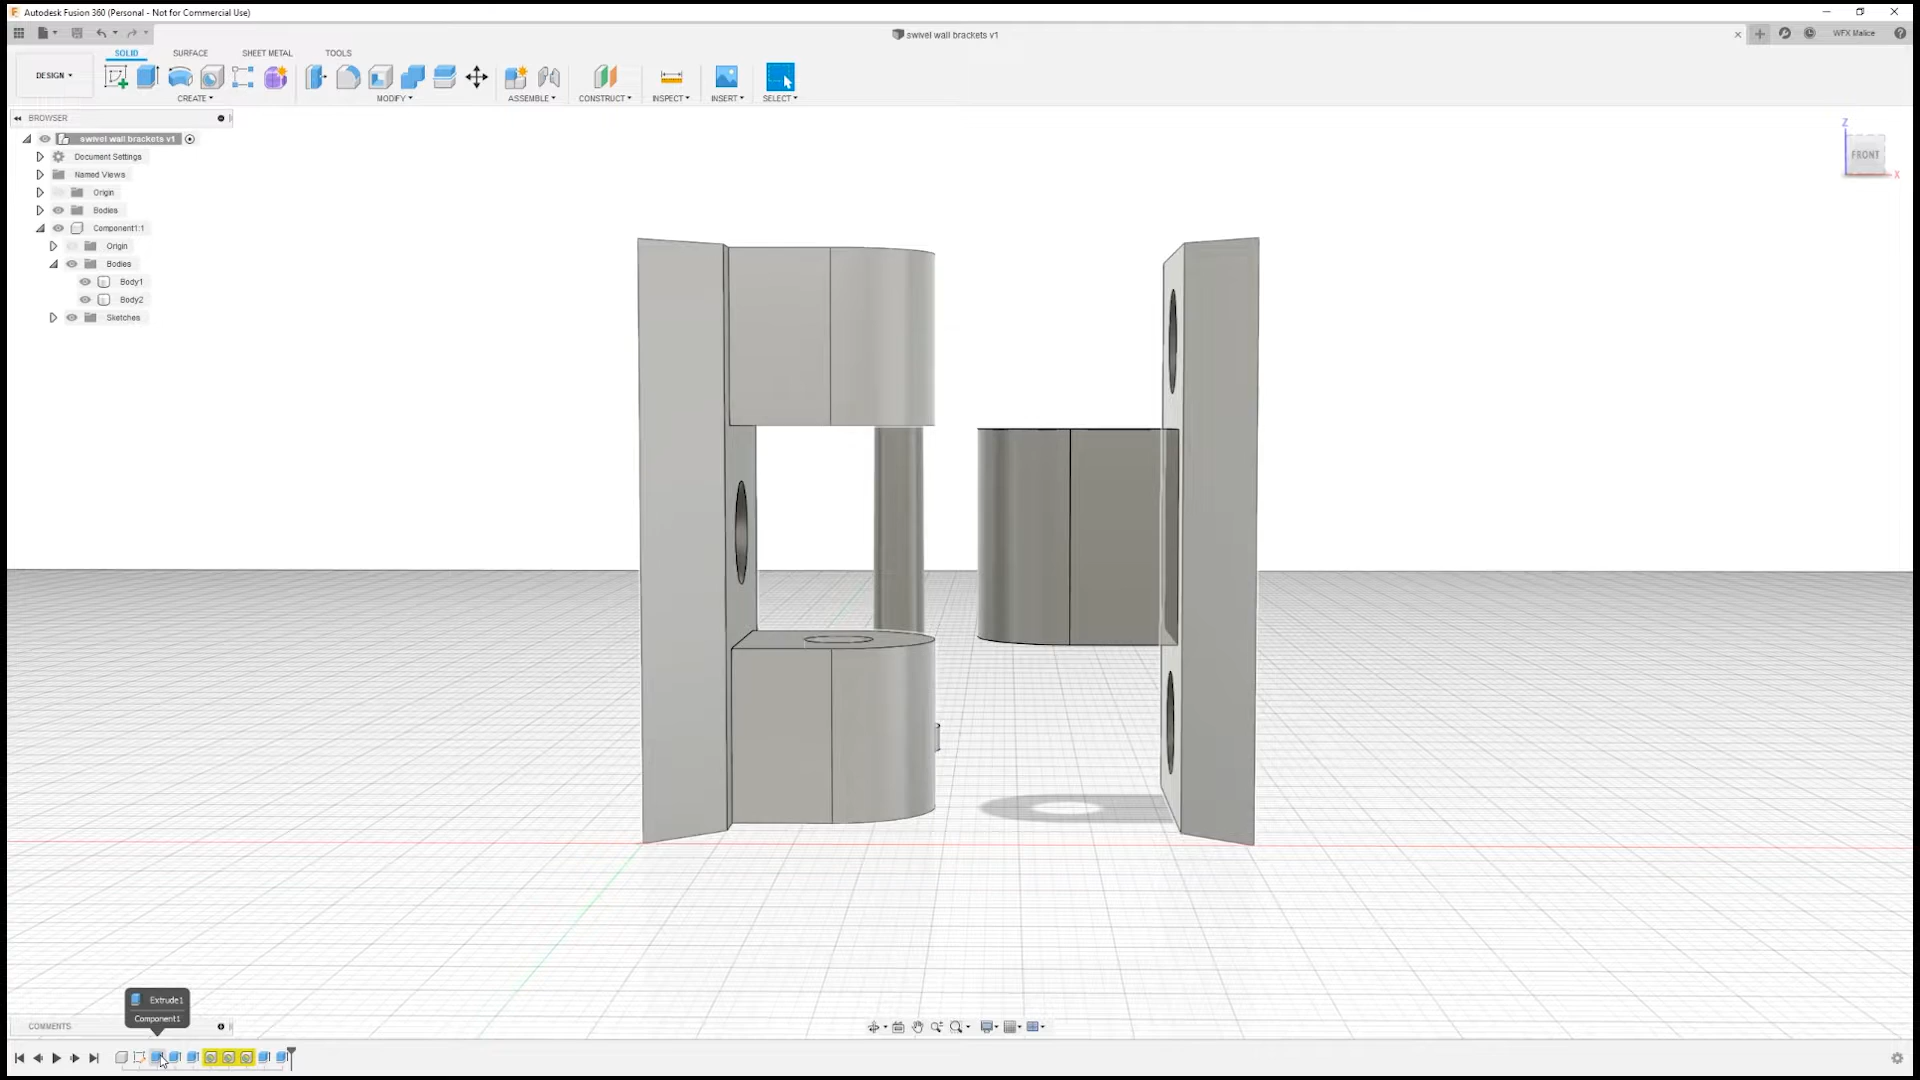 Autodesk Fusion 360 (Personal - Not for Commercial Use)
swivel wall brackets v1
WFX Malice
SOLID
SURFACE
SHEET METAL
TOOLS
DESIGN
CREATE
MODIFY
ASSEMBLE
CONSTRUCT
INSPECT
INSERT
SELECT
BROWSER
swivel wall brackets v1
Document Settings
Named Views
Origin
Bodies
Component1:1
Origin
Bodies
Body1
Body2
Sketches
Z
FRONT
X
Extrude1
Component1
COMMENTS